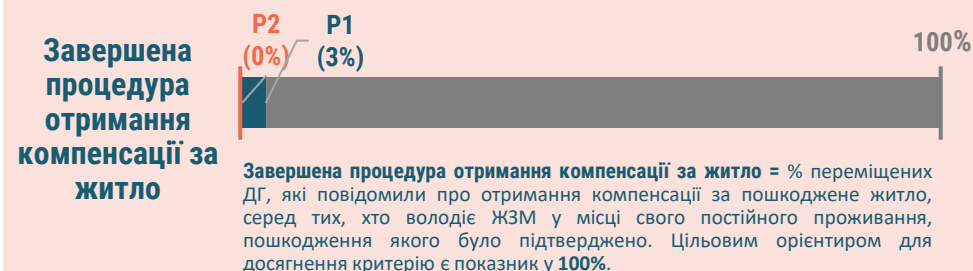 Завершена
процедура
отримання
компенсації за
житло
P2
(0%)
P1
(3%)
100%
Завершена процедура отримання компенсації за житло = % переміщених
ДГ, які повідомили про отримання компенсації за пошкоджене житло,
серед тих, хто володіє ЖЗМ у місці свого постійного проживання,
пошкодження якого було підтверджено. Цільовим орієнтиром для
досягнення критерію є показник у 100%.